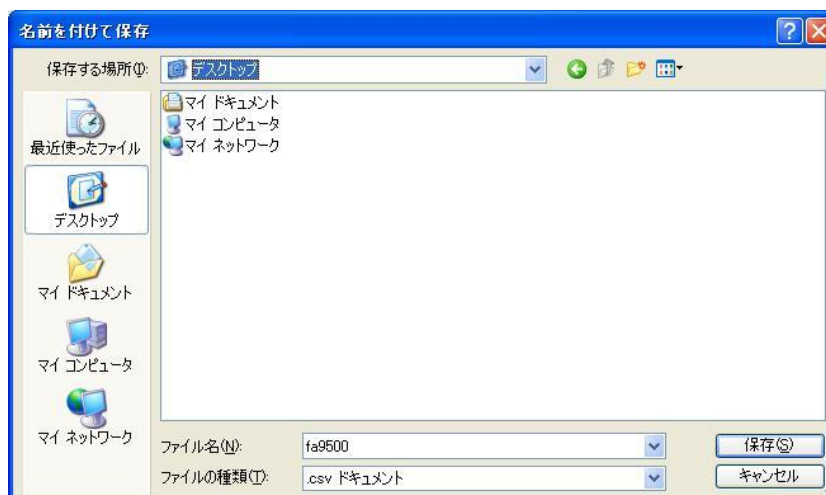 名前を付けて保存
保存する場所(I):
デスクトップ
最近使ったファイル
デスクトップ
マイ ドキュメント
マイ コンピュータ
マイ ネットワーク
マイ ドキュメント
マイ コンピュータ
マイ ネットワーク
ファイル名(N):
fa9500
保存(S)
ファイルの種類(T):
.csv ドキュメント
キャンセル